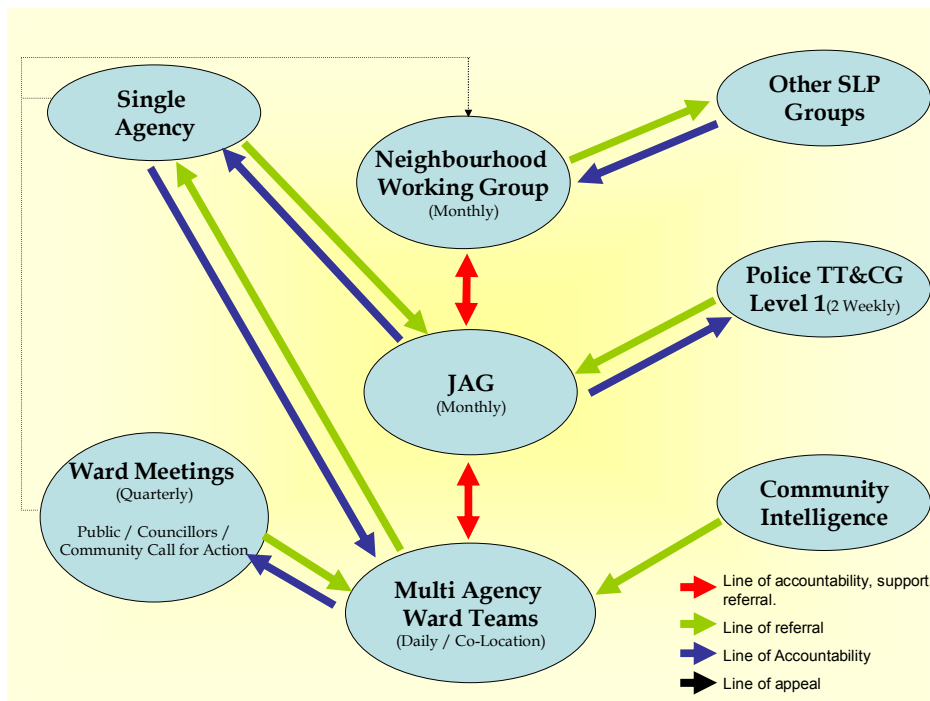 Single
Agency
Other SLP
Groups
Neighbourhood
Working Group
(Monthly)
Police TT&CG
Level 1(2 Weekly)
JAG
(Monthly)
Ward Meetings
(Quarterly)
Public / Councillors /
Community Call for Action
Community
Intelligence
Multi Agency
Ward Teams
(Daily / Co-Location)
Line of accountability, support
referral.
Line of referral
Line of Accountability
Line of appeal